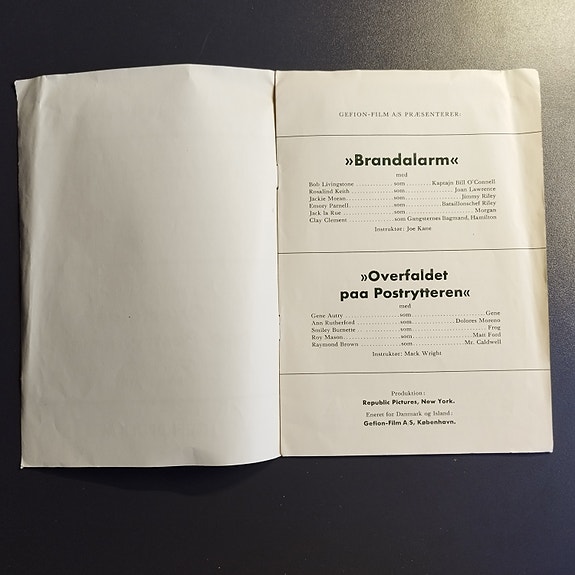 GEFION-FILM A/S PRÆSENTERER:
»Brandalarm«
med
Bob Livingstone ............ som ........ Kaptajn Bill O'Connell
Rosalind Keith ............ som ............ Joan Lawrence
Jackie Moran ............ som ............ Jimmy Riley
Emory Parnell ............ som ........ Bataillonschef Riley
Jack la Rue ............ som ............ Morgan
Clay Clement ........ som Gangsternes Bagmand, Hamilton
Instruktør: Joe Kane
»Overfaldet
paa Postrytteren«
med
Gene Autry ............ som ............ Gene
Ann Rutherford ............ som ............ Dolores Moreno
Smiley Burnette ............ som ............ Frog
Roy Mason ............ som ............ Matt Ford
Raymond Brown ............ som ............ Mr. Caldwell
Instruktør: Mack Wright
Produktion:
Republic Pictures, New York.
Eneret for Danmark og Island:
Gefion-Film A.S, København.